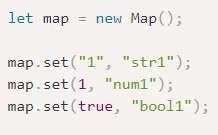 let map = new Map();
map.set("1", "str1");
map.set(1, "num1");
map.set(true, "bool1");